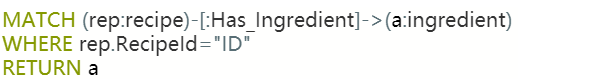 MATCH (rep:recipe)-[:Has_Ingredient]->(a:ingredient)
WHERE rep.RecipeId="ID"
RETURN a